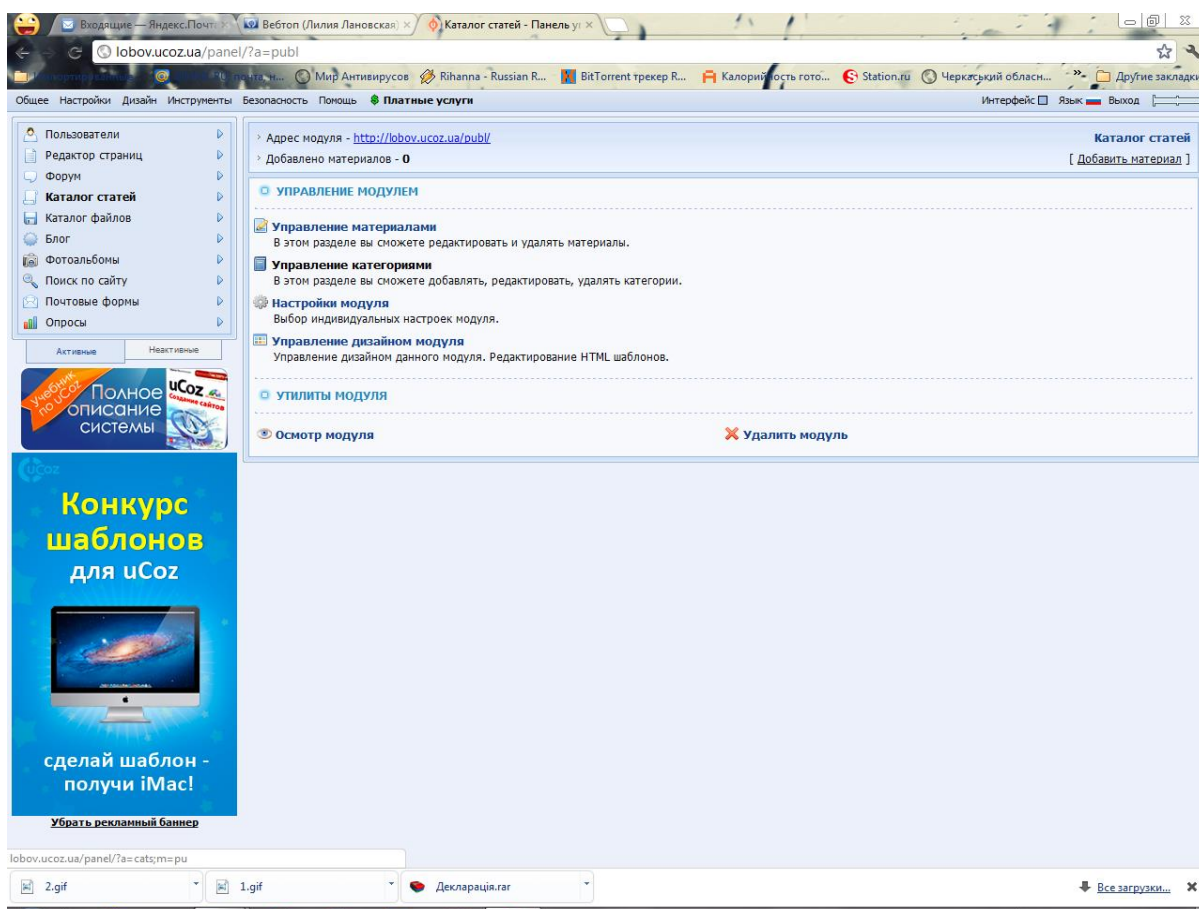 Входящие — Яндекс.Почт
Вебтоп (Лилия Лановская)
Каталог статей - Панель у
lobov.ucoz.ua/panel/?a=publ
Мир Антивирусов
Rihanna - Russian R...
BitTorrent трекер R...
Калорийность гото...
Station.ru
Черкаський обласн...
Другие закладки
Общее Настройки Дизайн Инструменты Безопасность Помощь Платные услуги
Интерфейс Язык Выход
Пользователи
Редактор страниц
Форум
Каталог статей
Каталог файлов
Блог
Фотоальбомы
Поиск по сайту
Почтовые формы
Опросы
Активные Неактивные
Учебник
по uCoz
Полное
описание
системы
uCoz
Создание сайтов
uCoz
Конкурс
шаблонов
для uCoz
сделай шаблон -
получи iMac!
Убрать рекламный баннер
Адрес модуля - http://lobov.ucoz.ua/publ/
Каталог статей
Добавлено материалов - 0
[ Добавить материал ]
УПРАВЛЕНИЕ МОДУЛЕМ
Управление материалами
В этом разделе вы сможете редактировать и удалять материалы.
Управление категориями
В этом разделе вы сможете добавлять, редактировать, удалять категории.
Настройки модуля
Выбор индивидуальных настроек модуля.
Управление дизайном модуля
Управление дизайном данного модуля. Редактирование HTML шаблонов.
УТИЛИТЫ МОДУЛЯ
Осмотр модуля
Удалить модуль
lobov.ucoz.ua/panel/?a=cats;m=pu
2.gif
1.gif
Декларація.rar
Все загрузки...